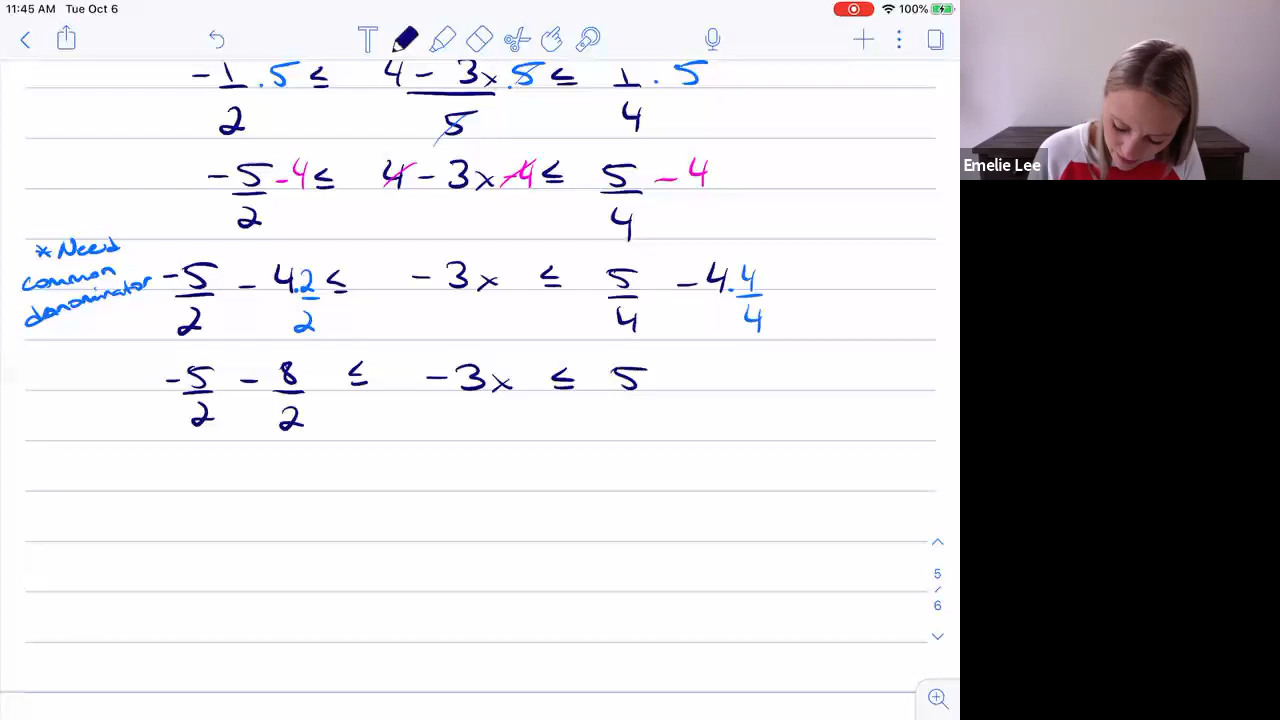 11:45 AM Tue Oct 6 100%
-1/2 . 5 ≤ 4 - 3x/5 . 5 ≤ 1/4 . 5
-5/2 - 4 ≤ 4 - 3x - 4 ≤ 5/4 - 4
* Need common denominator
-5/2 - 4 . 2/2 ≤ - 3x ≤ 5/4 - 4 . 4/4
-5/2 - 8/2 ≤ - 3x ≤ 5
Emelie Lee
5
/
6